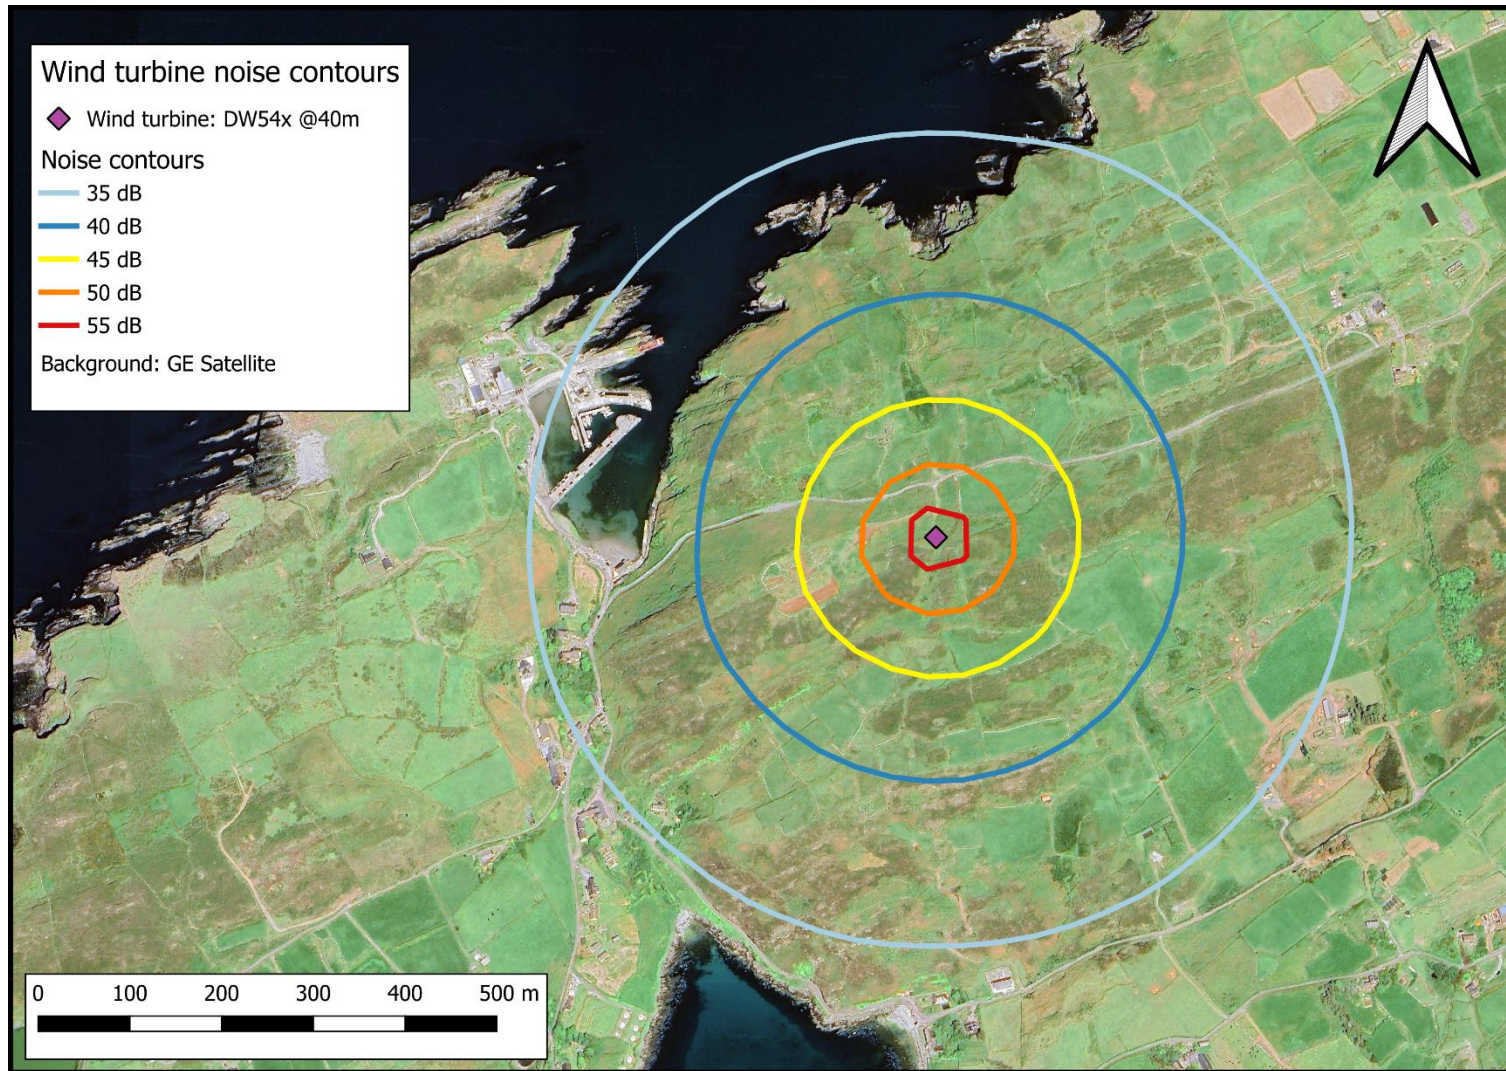 Wind turbine noise contours
Wind turbine: DW54x @40m
Noise contours
35 dB
40 dB
45 dB
50 dB
55 dB
Background: GE Satellite
0 100 200 300 400 500 m